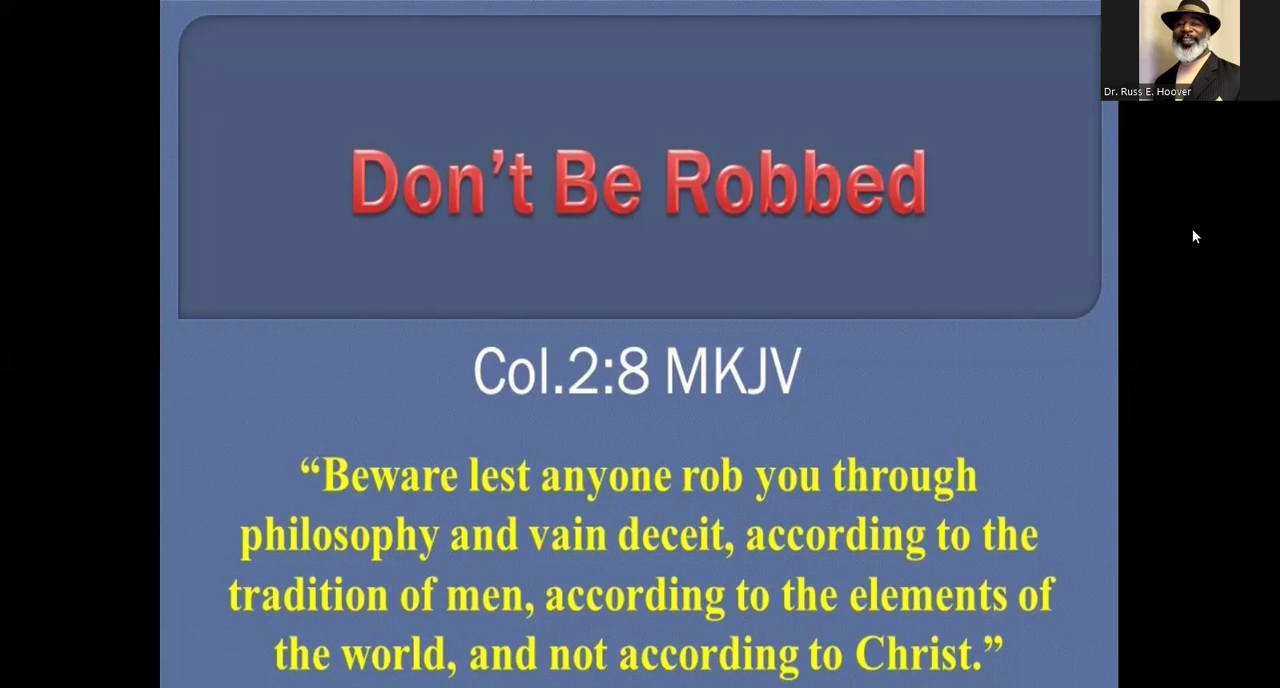 Dr. Russ E. Hoover
Don’t Be Robbed
Col.2:8 MKJV
“Beware lest anyone rob you through
philosophy and vain deceit, according to the
tradition of men, according to the elements of
the world, and not according to Christ.”